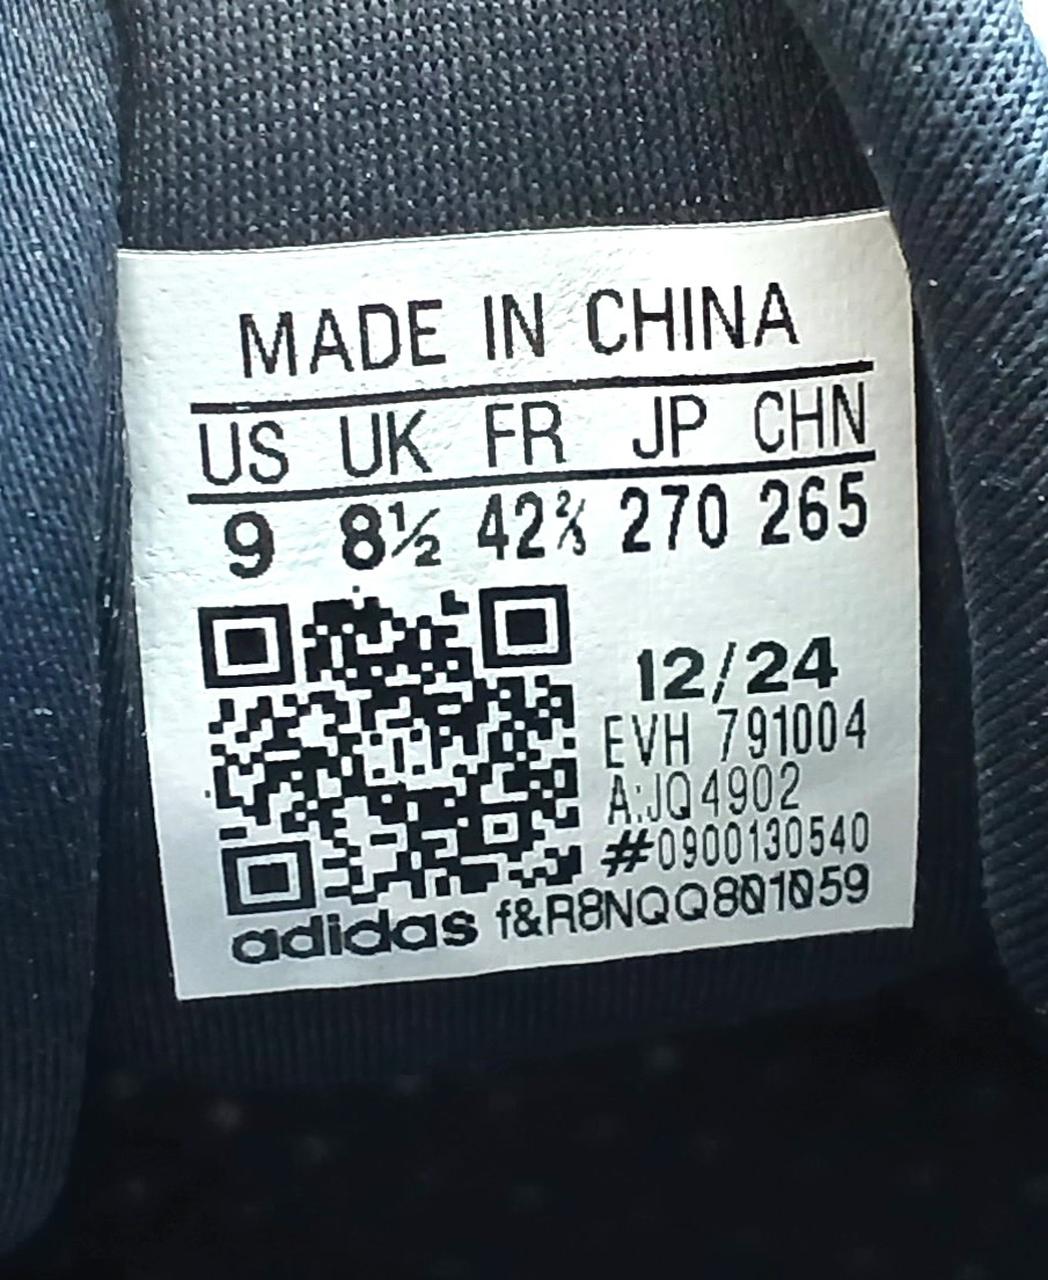 MADE IN CHINA
US UK FR JP CHN
9 8½ 42⅔ 270 265
12/24
EVH 791004
A:JQ4902
#0900130540
adidas f&R8NQQ801059